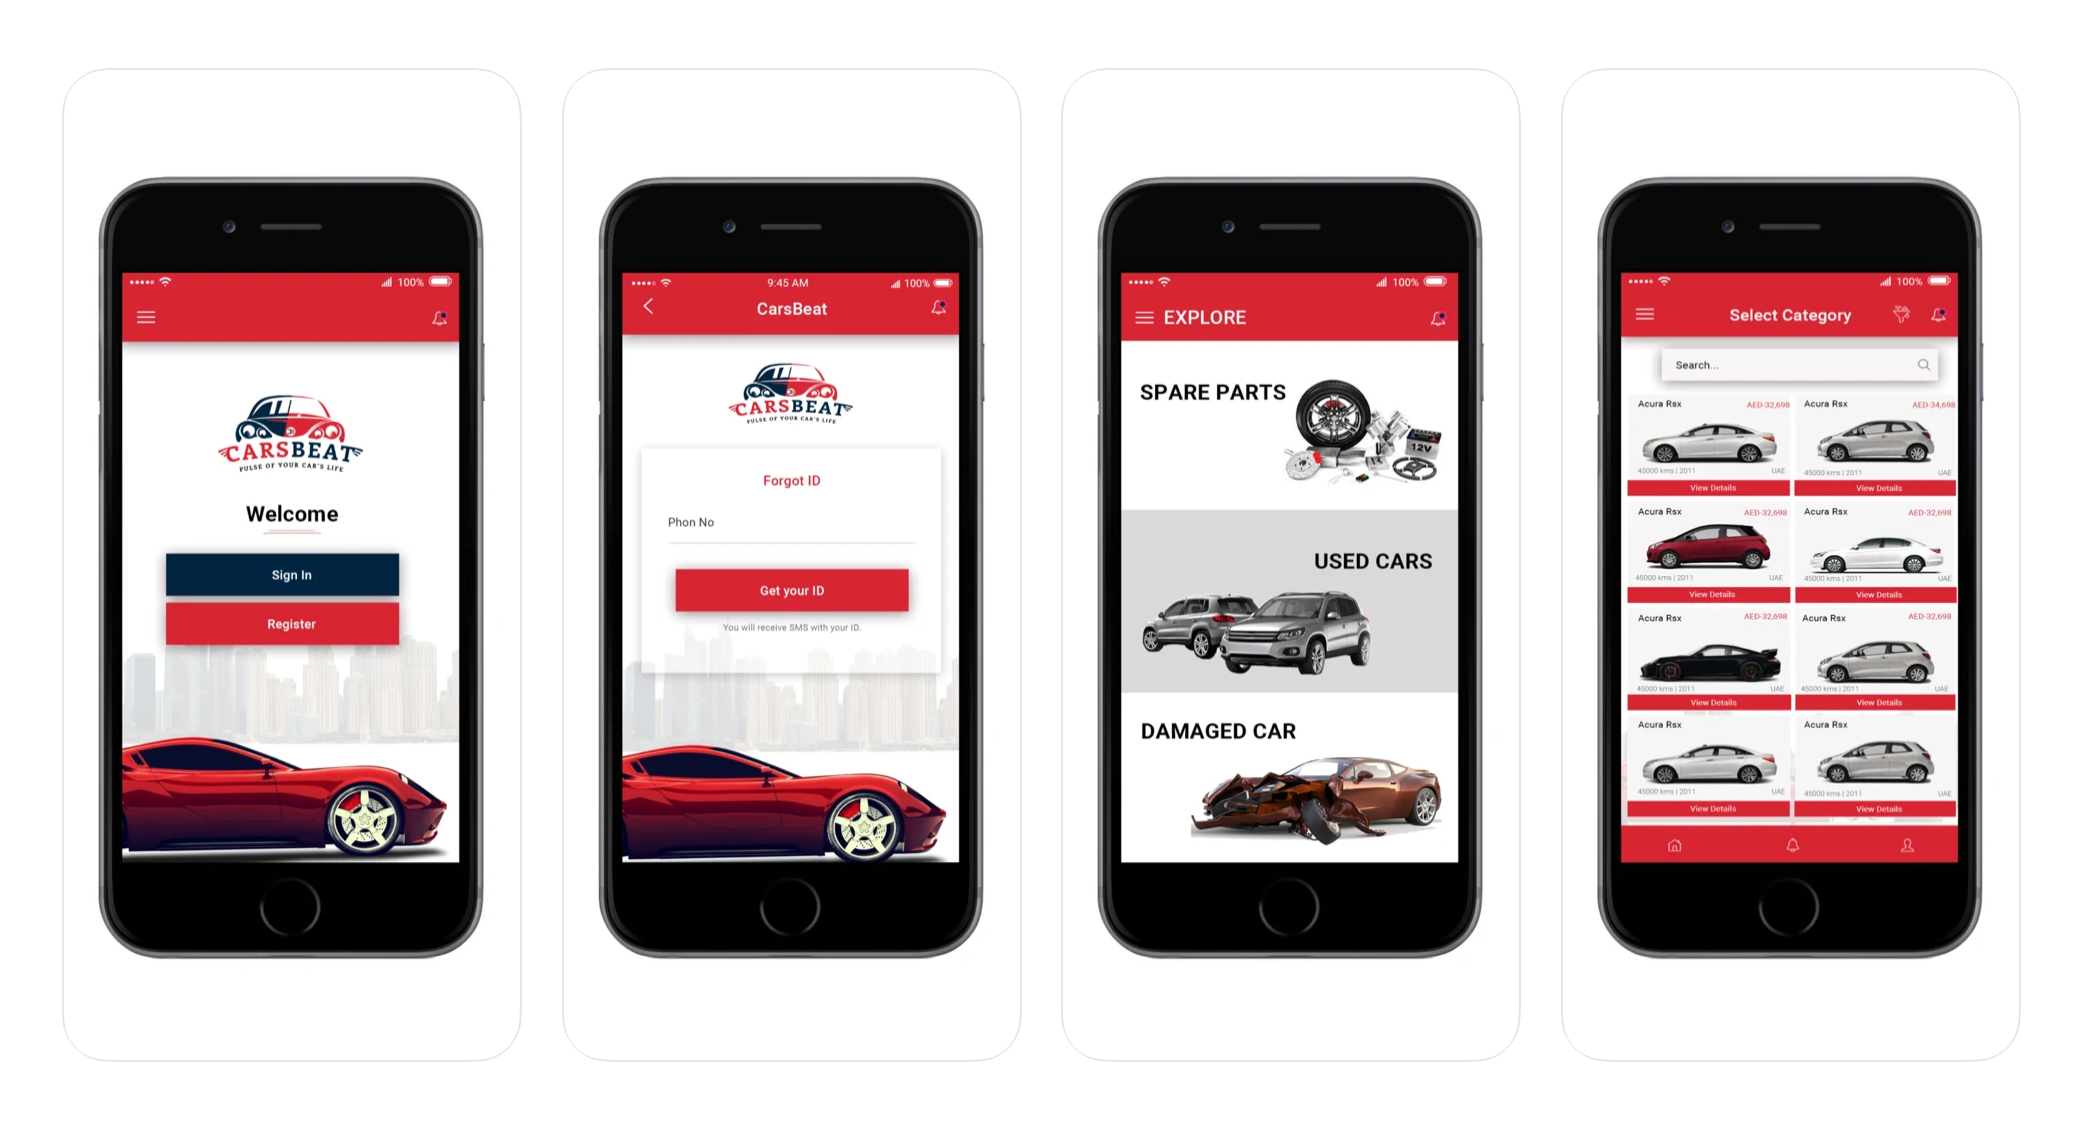 100%
CARSBEAT
PULSE OF YOUR CAR'S LIFE
Welcome
Sign In
Register
9:45 AM
100%
CarsBeat
CARSBEAT
PULSE OF YOUR CAR'S LIFE
Forgot ID
Phon No
Get your ID
You will receive SMS with your ID.
100%
EXPLORE
SPARE PARTS
12V
USED CARS
DAMAGED CAR
100%
Select Category
Search...
Acura Rsx AED-32,698
45000 kms | 2011 UAE
View Details
Acura Rsx AED-34,698
45000 kms | 2011 UAE
View Details
Acura Rsx AED-32,698
45000 kms | 2011 UAE
View Details
Acura Rsx AED-32,698
45000 kms | 2011 UAE
View Details
Acura Rsx AED-32,698
45000 kms | 2011 UAE
View Details
Acura Rsx AED-32,698
45000 kms | 2011 UAE
View Details
Acura Rsx
45000 kms | 2011 UAE
View Details
Acura Rsx
45000 kms | 2011 UAE
View Details